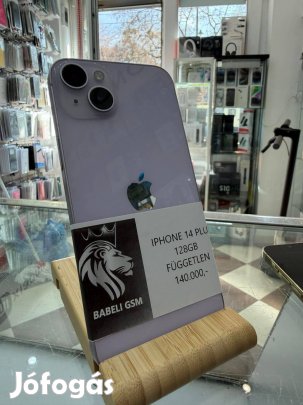 IPHONE 14 PLU
128GB
FÜGGETLEN
140.000,-
BABELI GSM
Jófogás